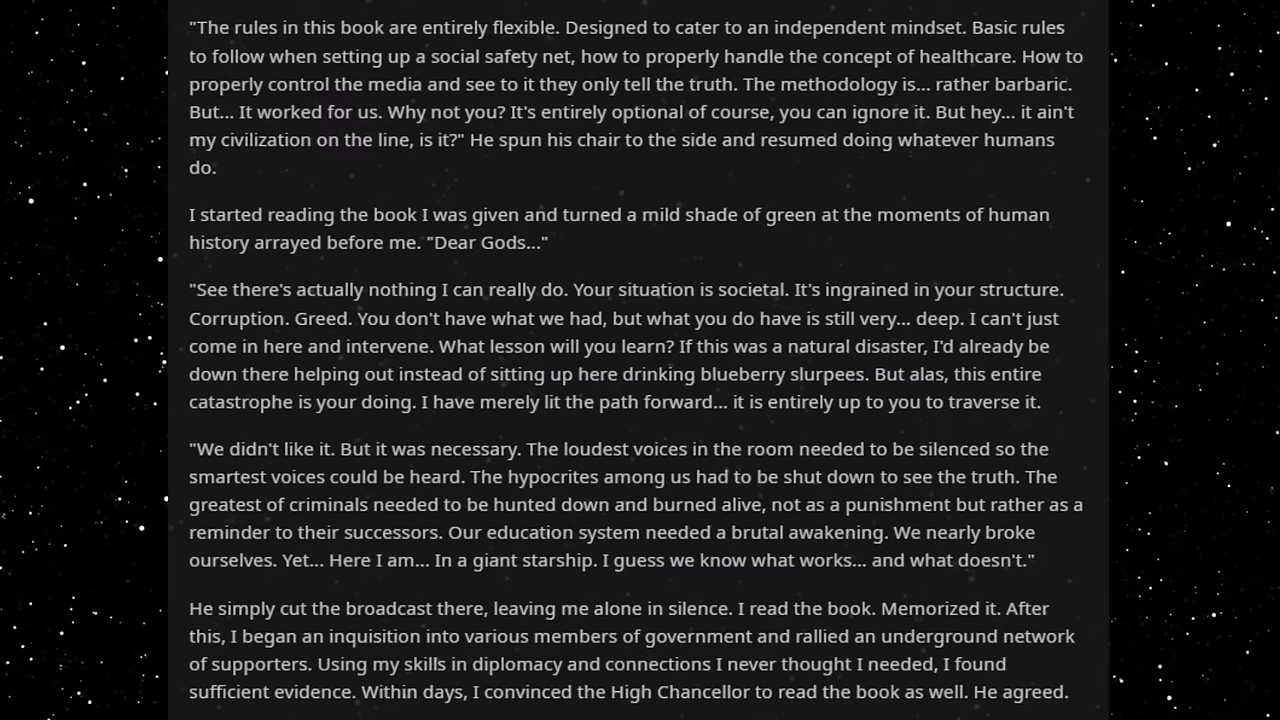 "The rules in this book are entirely flexible. Designed to cater to an independent mindset. Basic rules
to follow when setting up a social safety net, how to properly handle the concept of healthcare. How to
properly control the media and see to it they only tell the truth. The methodology is... rather barbaric.
But... It worked for us. Why not you? It's entirely optional of course, you can ignore it. But hey... it ain't
my civilization on the line, is it?" He spun his chair to the side and resumed doing whatever humans
do.
I started reading the book I was given and turned a mild shade of green at the moments of human
history arrayed before me. "Dear Gods..."
"See there's actually nothing I can really do. Your situation is societal. It's ingrained in your structure.
Corruption. Greed. You don't have what we had, but what you do have is still very... deep. I can't just
come in here and intervene. What lesson will you learn? If this was a natural disaster, I'd already be
down there helping out instead of sitting up here drinking blueberry slurpees. But alas, this entire
catastrophe is your doing. I have merely lit the path forward... it is entirely up to you to traverse it.
"We didn't like it. But it was necessary. The loudest voices in the room needed to be silenced so the
smartest voices could be heard. The hypocrites among us had to be shut down to see the truth. The
greatest of criminals needed to be hunted down and burned alive, not as a punishment but rather as a
reminder to their successors. Our education system needed a brutal awakening. We nearly broke
ourselves. Yet... Here I am... In a giant starship. I guess we know what works... and what doesn't."
He simply cut the broadcast there, leaving me alone in silence. I read the book. Memorized it. After
this, I began an inquisition into various members of government and rallied an underground network
of supporters. Using my skills in diplomacy and connections I never thought I needed, I found
sufficient evidence. Within days, I convinced the High Chancellor to read the book as well. He agreed.